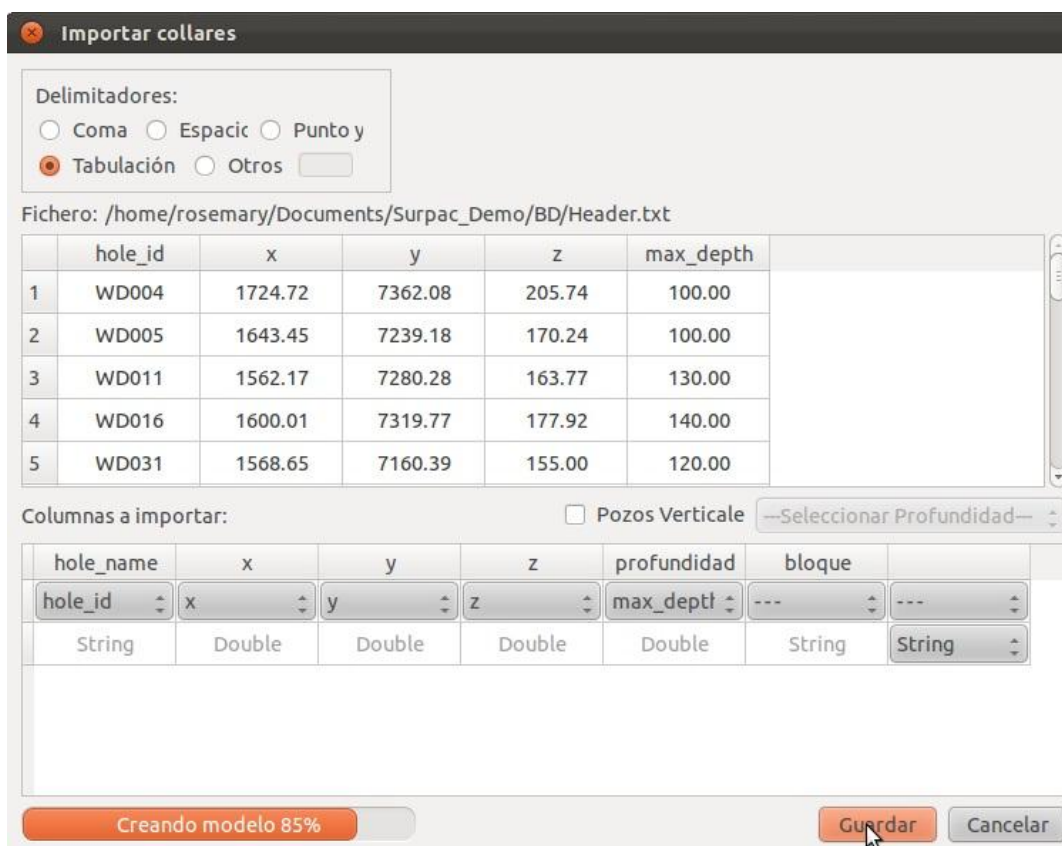 Importar collares
Delimitadores:
Coma Espacic Punto y
Tabulación Otros
Fichero: /home/rosemary/Documents/Surpac_Demo/BD/Header.txt
hole_id x y z max_depth
1 WD004 1724.72 7362.08 205.74 100.00
2 WD005 1643.45 7239.18 170.24 100.00
3 WD011 1562.17 7280.28 163.77 130.00
4 WD016 1600.01 7319.77 177.92 140.00
5 WD031 1568.65 7160.39 155.00 120.00
Columnas a importar: Pozos Verticale ---Seleccionar Profundidad---
hole_name x y z profundidad bloque
hole_id x y z max_deptl --- ---
String Double Double Double Double String String
Creando modelo 85% Guardar Cancelar